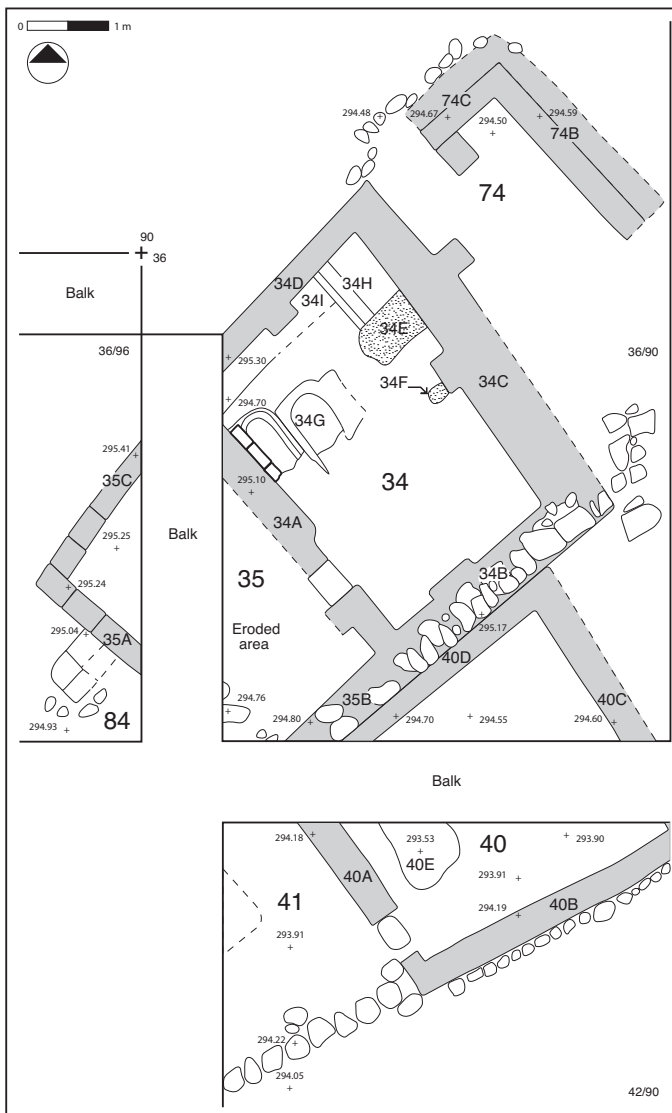 0 1 m
74C
294.48
294.67
294.59
294.50
74B
74
90
36
Balk
34D
34H
34I
34E
36/96
295.30
34F
34C
36/90
294.70
34G
295.41
35C
295.10
34
34A
295.25
Balk
35
34B
295.24
295.17
Eroded
area
295.04
35A
40D
294.76
35B
40C
84
294.93
294.80
294.70
294.55
294.60
Balk
294.18
293.53
40
293.90
40E
40A
293.91
41
294.19
40B
293.91
294.22
294.05
42/90